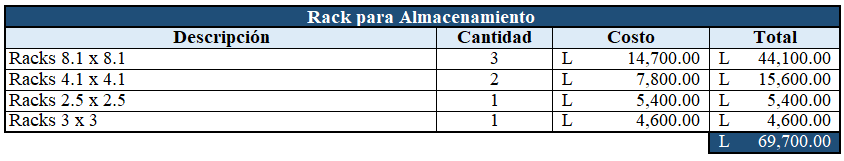 Rack para Almacenamiento
Descripción Cantidad Costo Total
Racks 8.1 x 8.1 3 L 14,700.00 L 44,100.00
Racks 4.1 x 4.1 2 L 7,800.00 L 15,600.00
Racks 2.5 x 2.5 1 L 5,400.00 L 5,400.00
Racks 3 x 3 1 L 4,600.00 L 4,600.00
L 69,700.00